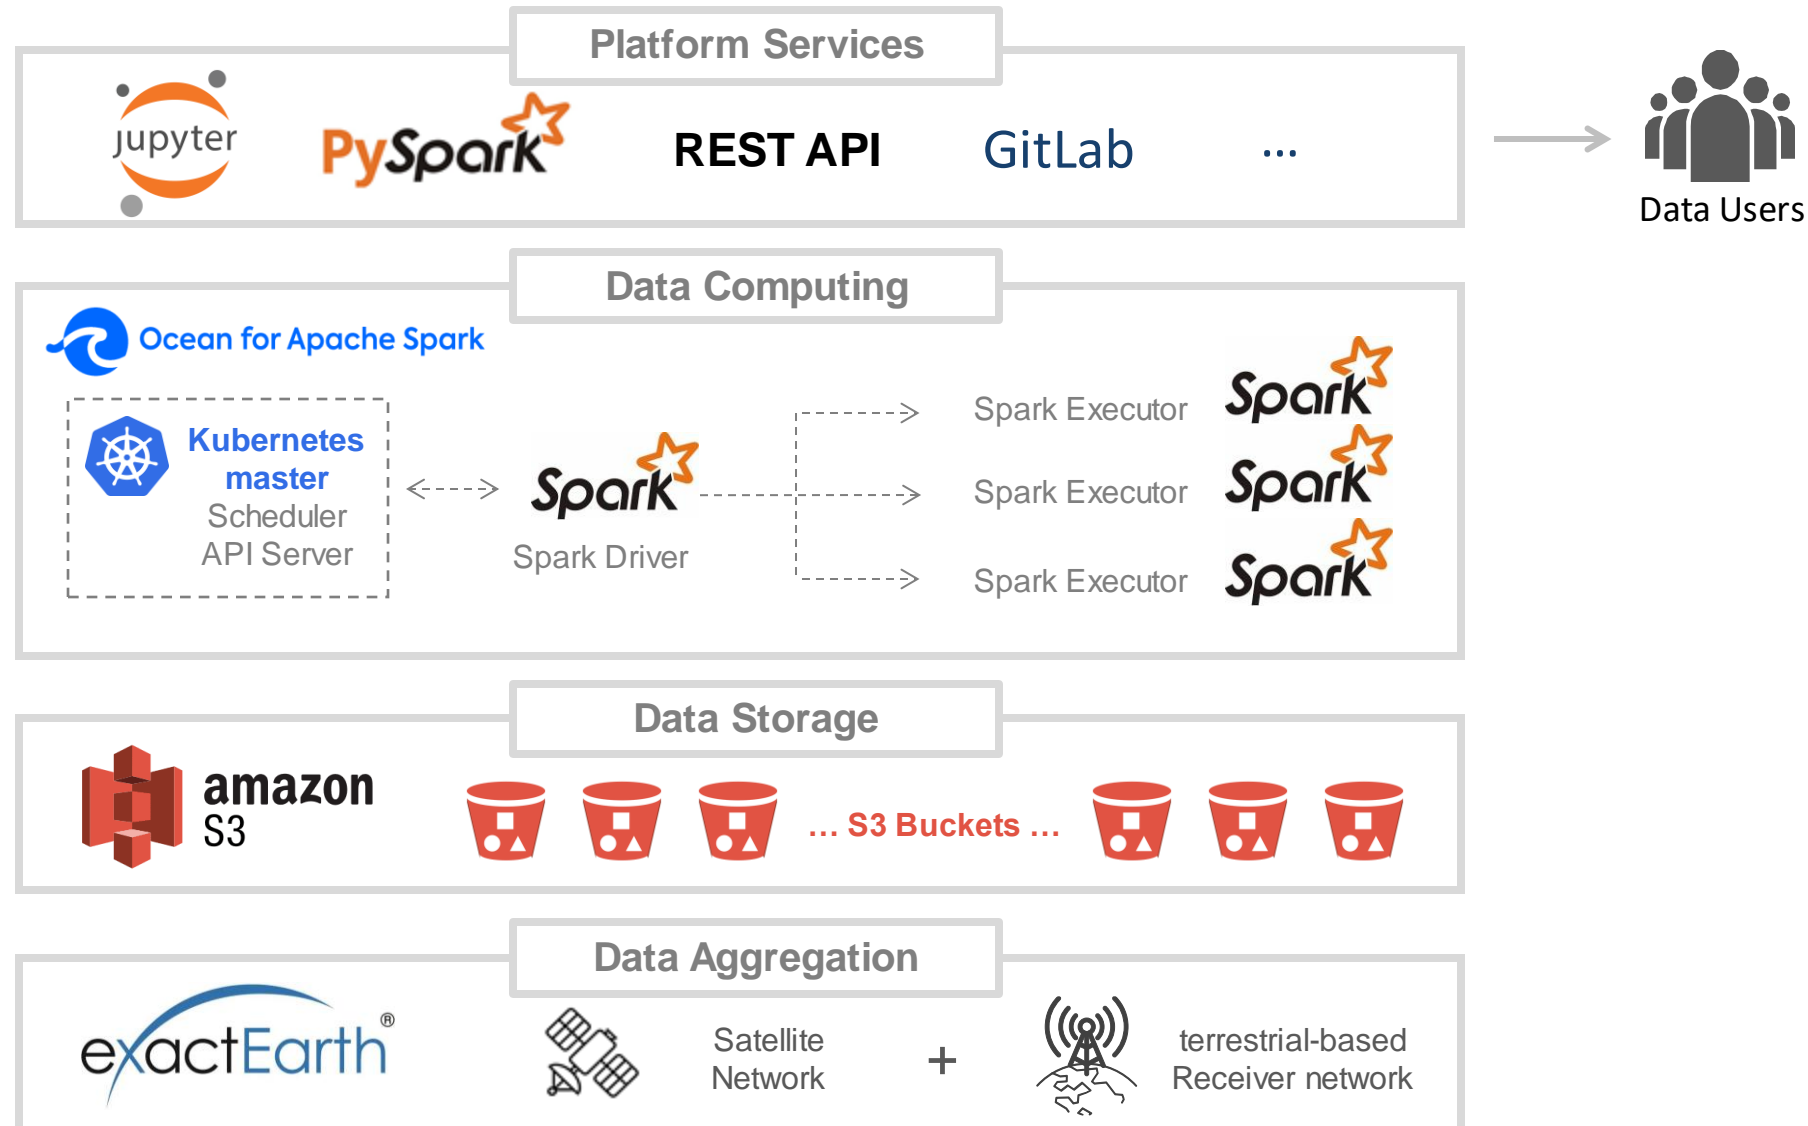 Platform Services
jupyter
PySpark
REST API
GitLab
...
Data Users
Data Computing
Ocean for Apache Spark
Kubernetes
master
Scheduler
API Server
Spark
Spark Driver
Spark Executor
Spark
Spark Executor
Spark
Spark Executor
Spark
Data Storage
amazon
S3
... S3 Buckets ...
Data Aggregation
exactEarth®
Satellite
Network
+
terrestrial-based
Receiver network